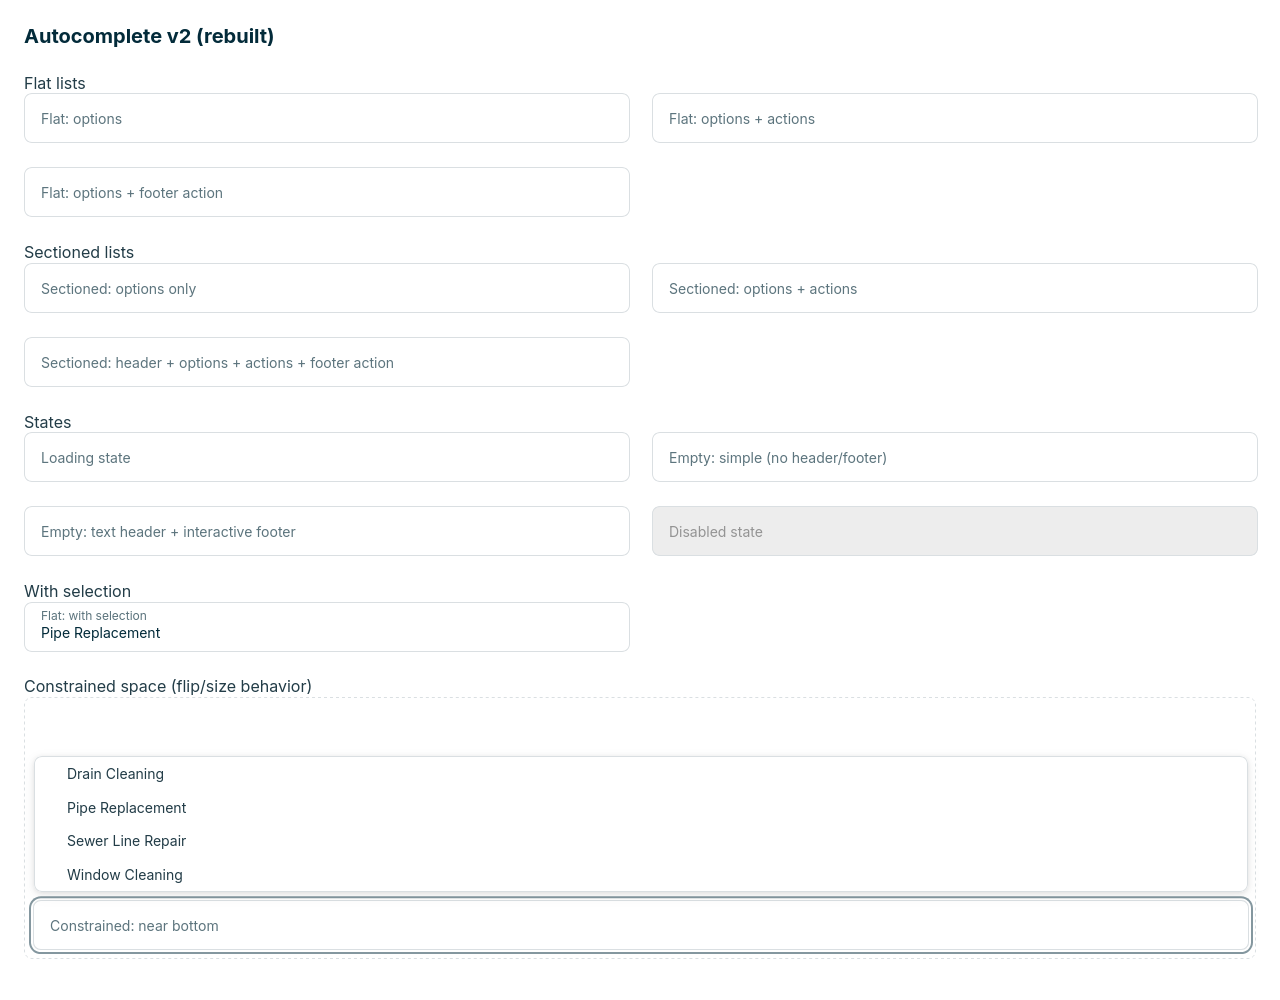 Autocomplete v2 (rebuilt)
Flat lists
Flat: options
Flat: options + actions
Flat: options + footer action
Sectioned lists
Sectioned: options only
Sectioned: options + actions
Sectioned: header + options + actions + footer action
States
Loading state
Empty: simple (no header/footer)
Empty: text header + interactive footer
Disabled state
With selection
Flat: with selection
Pipe Replacement
Constrained space (flip/size behavior)
Drain Cleaning
Pipe Replacement
Sewer Line Repair
Window Cleaning
Constrained: near bottom